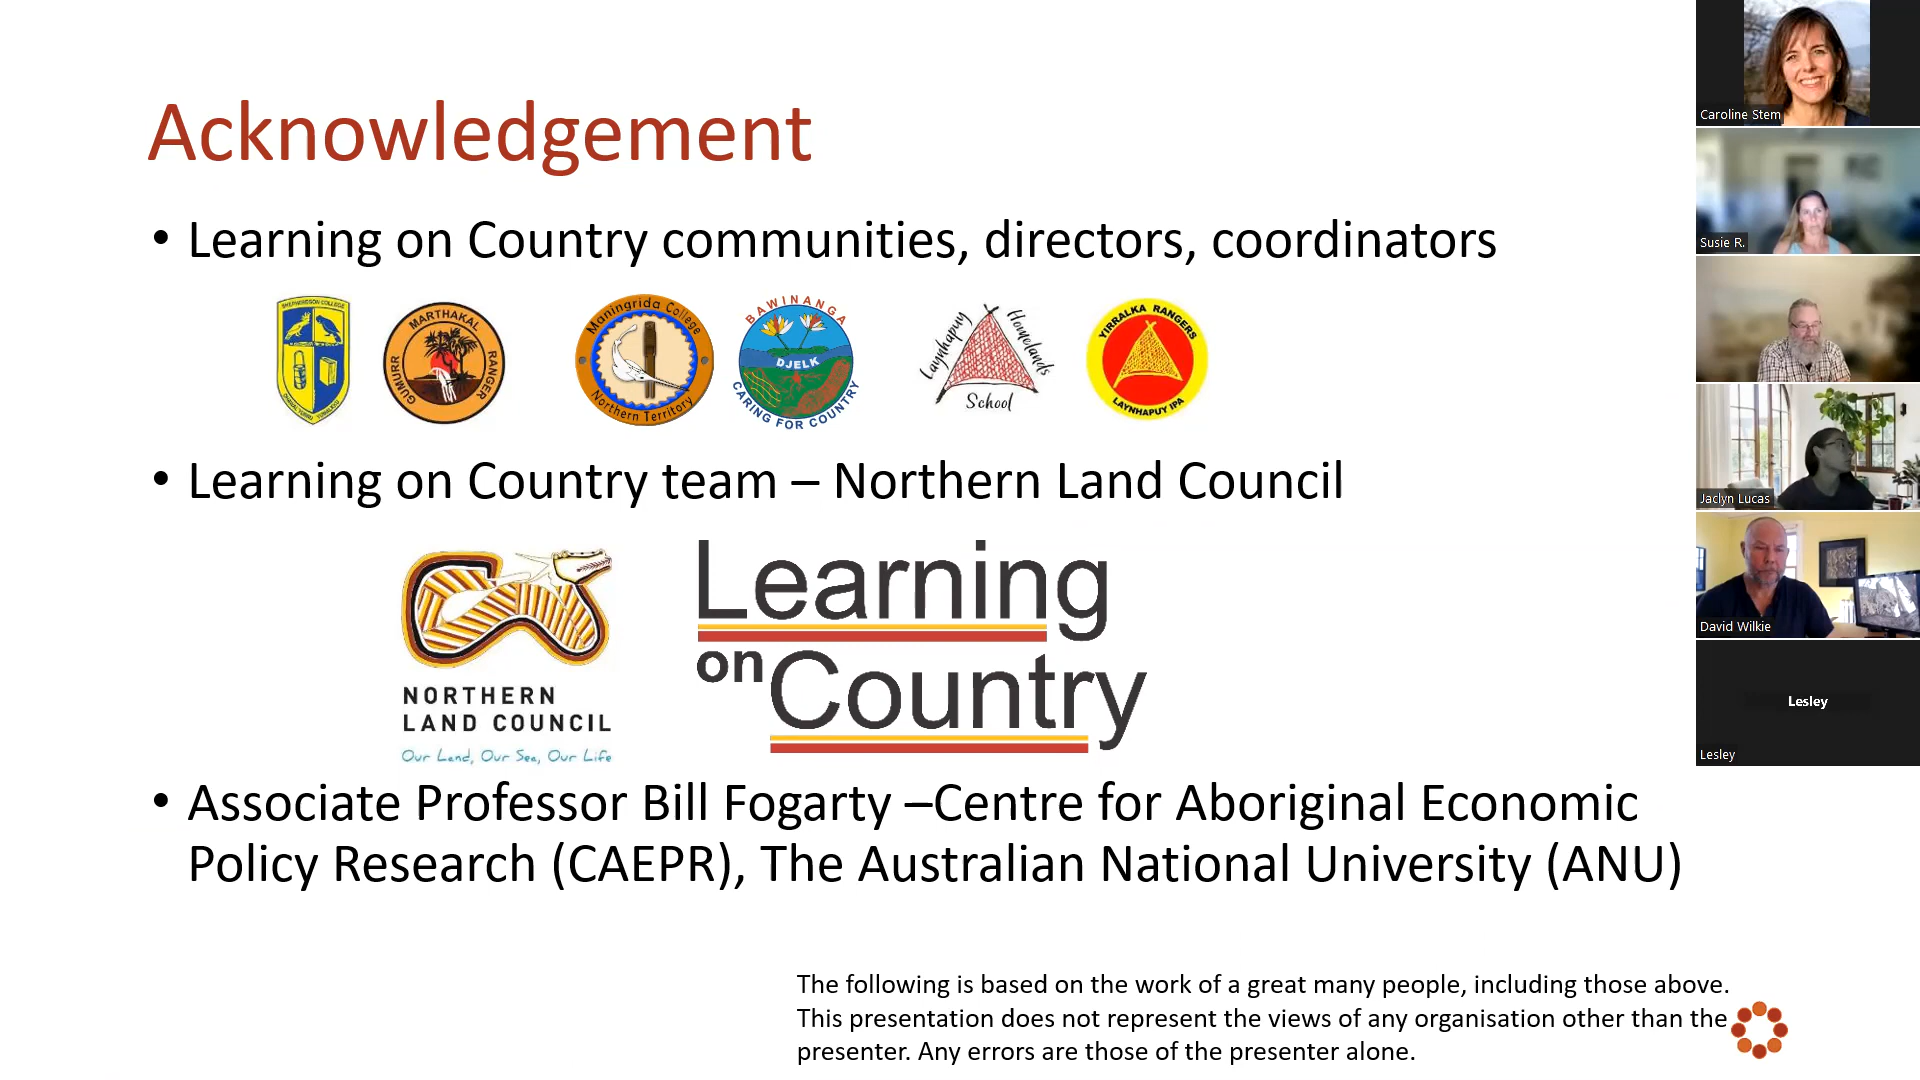 Acknowledgement
• Learning on Country communities, directors, coordinators
SHEPHERDSON COLLEGE
MARTHAKAL
GUMURR
RANGER
Maningrida College
Northern Territory
BAWINANGA
DJELK
CARING FOR COUNTRY
Laynhapuy
Homelands
School
YIRRALKA RANGERS
LAYNHAPUY IPA
• Learning on Country team – Northern Land Council
NORTHERN
LAND COUNCIL
Our Land, Our Sea, Our Life
Learning
on Country
• Associate Professor Bill Fogarty –Centre for Aboriginal Economic
Policy Research (CAEPR), The Australian National University (ANU)
The following is based on the work of a great many people, including those above.
This presentation does not represent the views of any organisation other than the
presenter. Any errors are those of the presenter alone.
Caroline Stem
Susie R.
Jaclyn Lucas
David Wilkie
Lesley
Lesley